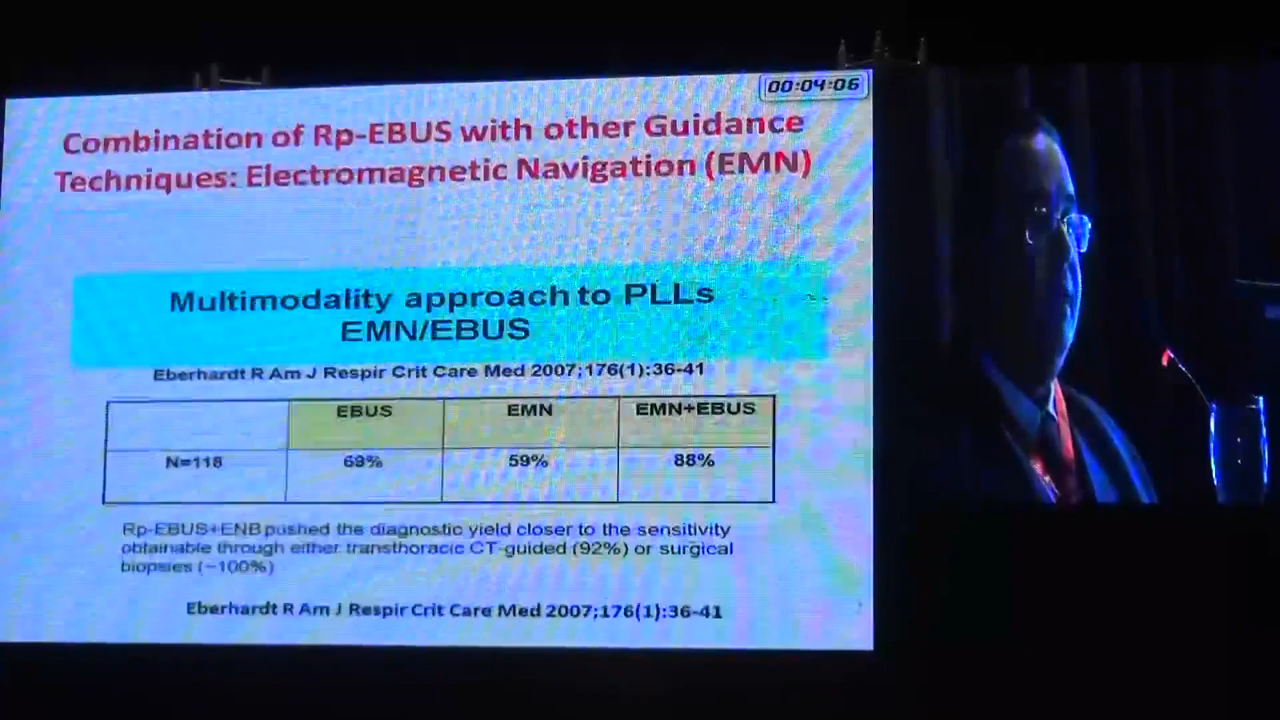 00:04:06
Combination of Rp-EBUS with other Guidance
Techniques: Electromagnetic Navigation (EMN)
Multimodality approach to PLLs
EMN/EBUS
Eberhardt R Am J Respir Crit Care Med 2007;176(1):36-41
EBUS EMN EMN+EBUS
N=118 69% 59% 88%
Rp-EBUS+ENB pushed the diagnostic yield closer to the sensitivity
obtainable through either transthoracic CT-guided (92%) or surgical
biopsies (~100%)
Eberhardt R Am J Respir Crit Care Med 2007;176(1):36-41